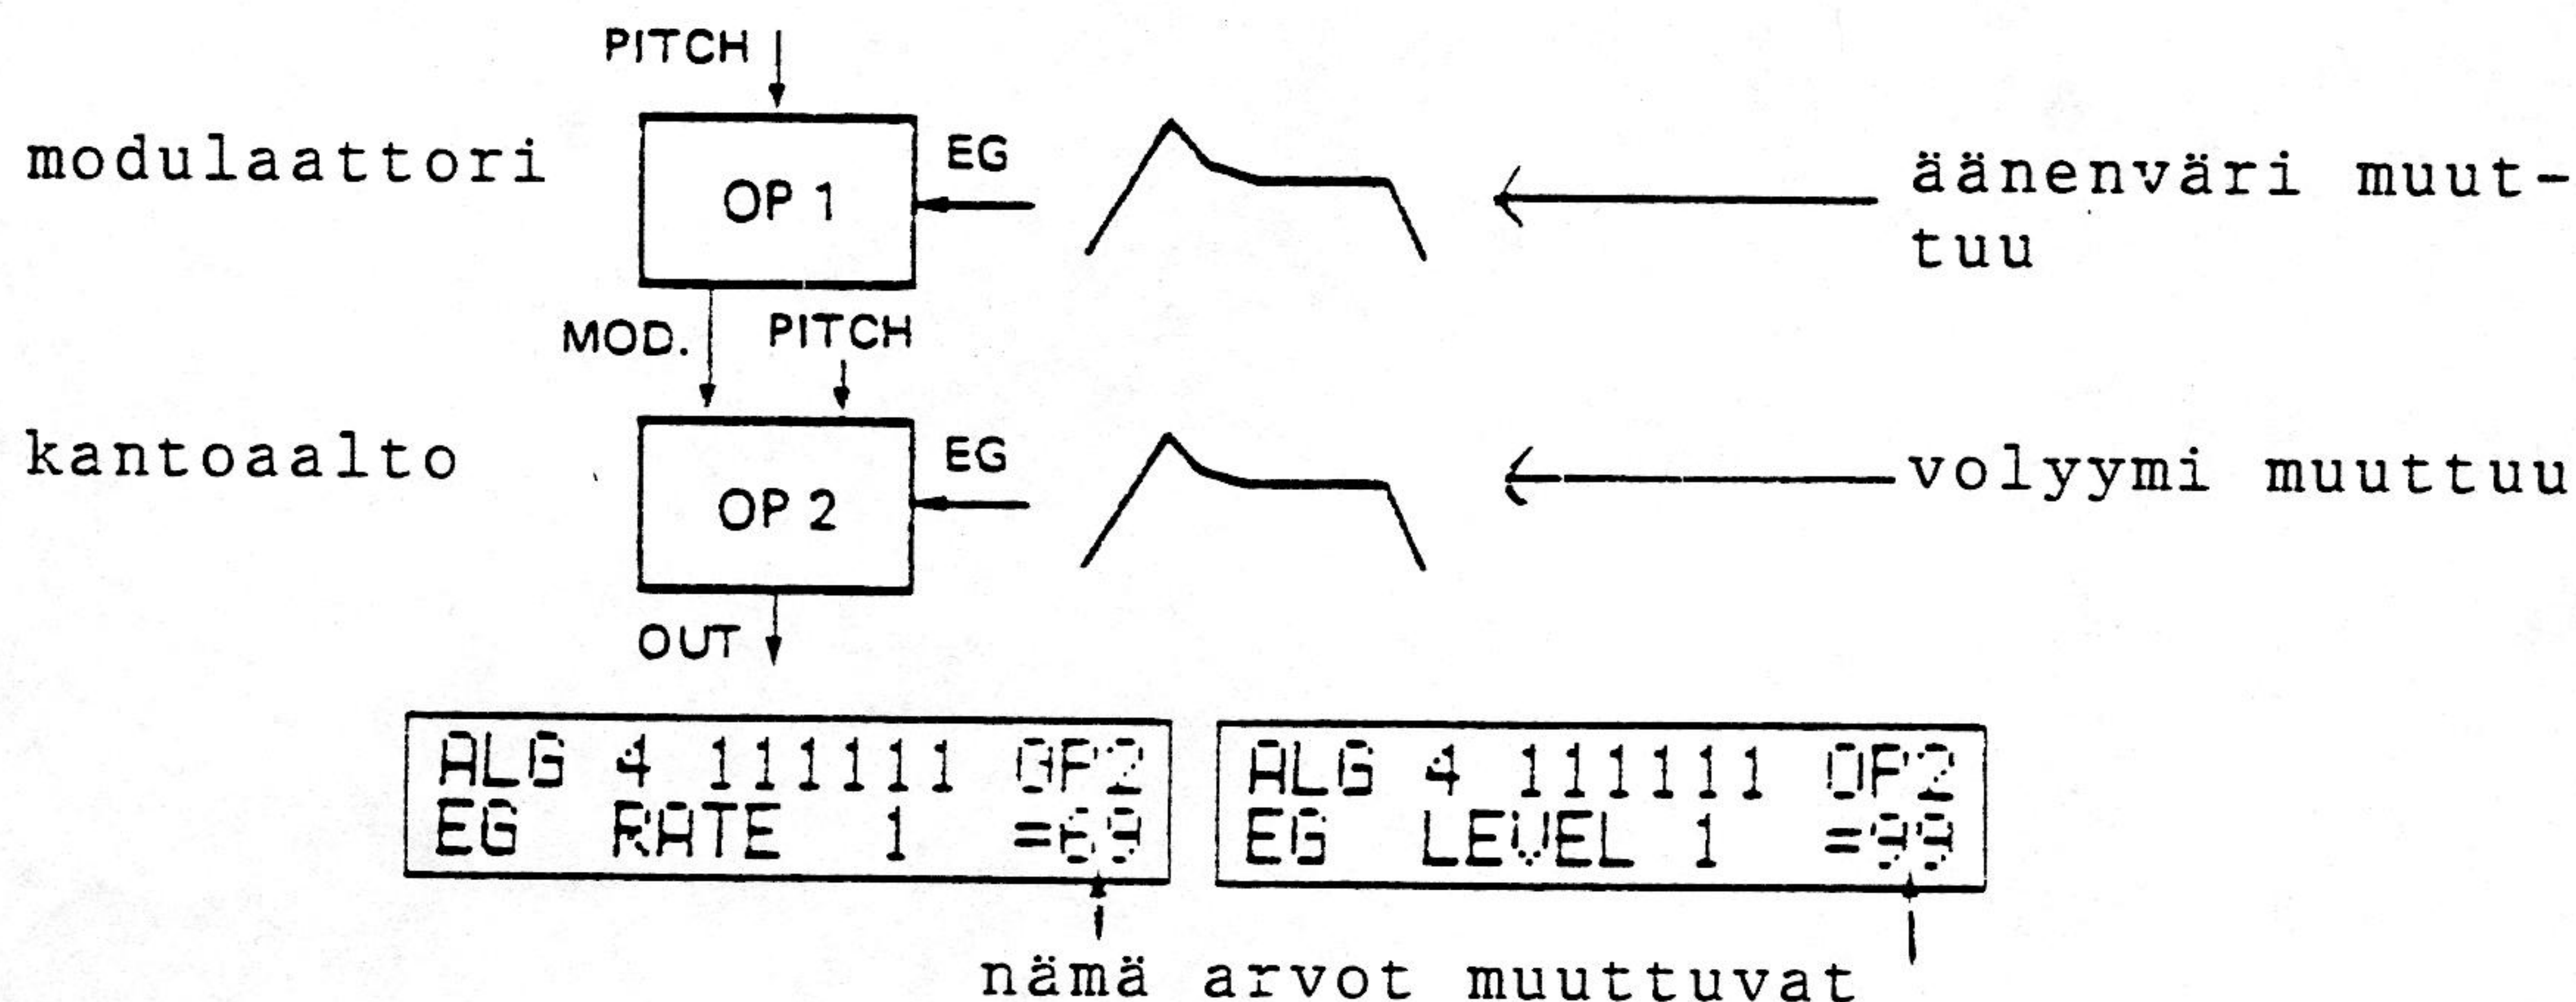 PITCH
modulaattori
OP 1
EG
äänenväri muut-
tuu
MOD.
PITCH
kantoaalto
OP 2
EG
volyymi muuttuu
OUT
ALG 4 111111 OP2
EG RATE 1 =69
ALG 4 111111 OP2
EG LEVEL 1 =99
nämä arvot muuttuvat